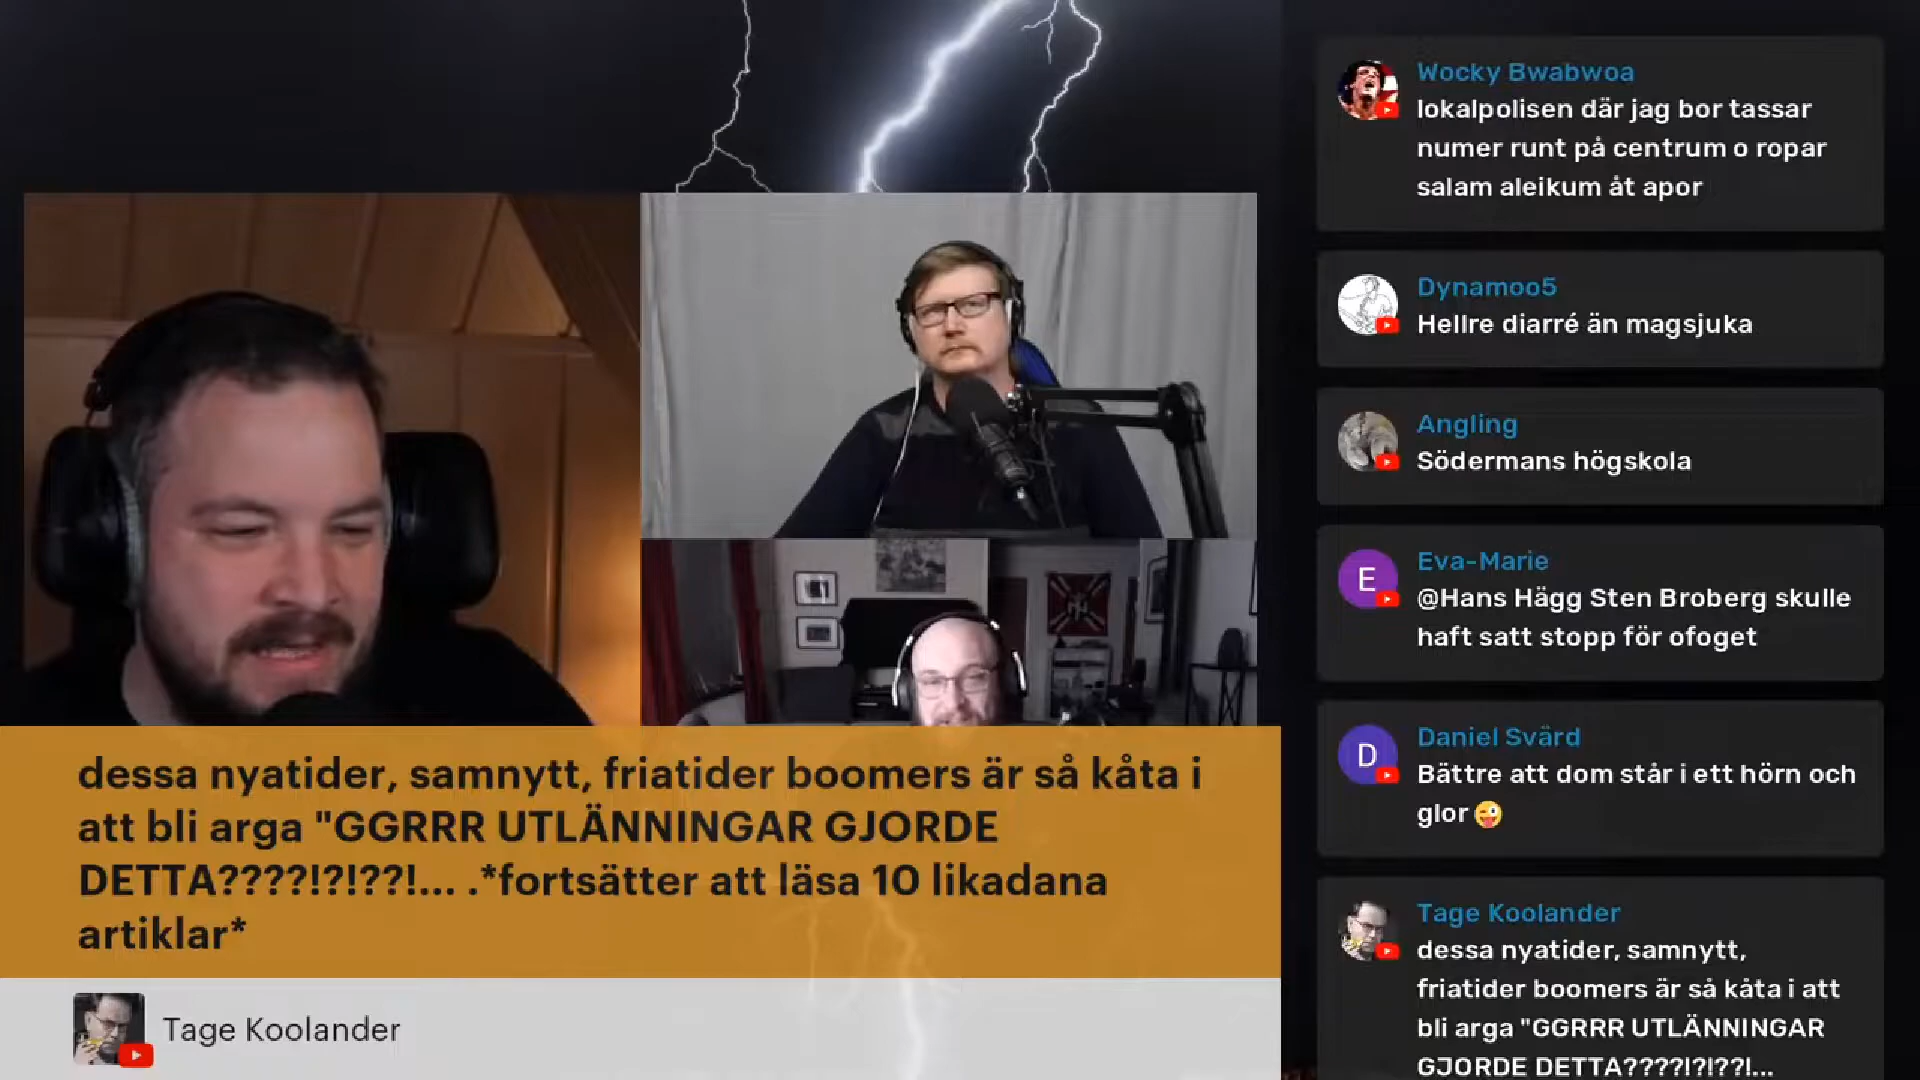 dessa nyatider, samnytt, friatider boomers är så kåta i
att bli arga "GGRRR UTLÄNNINGAR GJORDE
DETTA????!?!??!... .*fortsätter att läsa 10 likadana
artiklar*
Tage Koolander
Wocky Bwabwoa
lokalpolisen där jag bor tassar
numer runt på centrum o ropar
salam aleikum åt apor
Dynamoo5
Hellre diarré än magsjuka
Angling
Södermans högskola
E
Eva-Marie
@Hans Hägg Sten Broberg skulle
haft satt stopp för ofoget
D
Daniel Svärd
Bättre att dom står i ett hörn och
glor 😜
Tage Koolander
dessa nyatider, samnytt,
friatider boomers är så kåta i att
bli arga "GGRRR UTLÄNNINGAR
GJORDE DETTA????!?!??!...